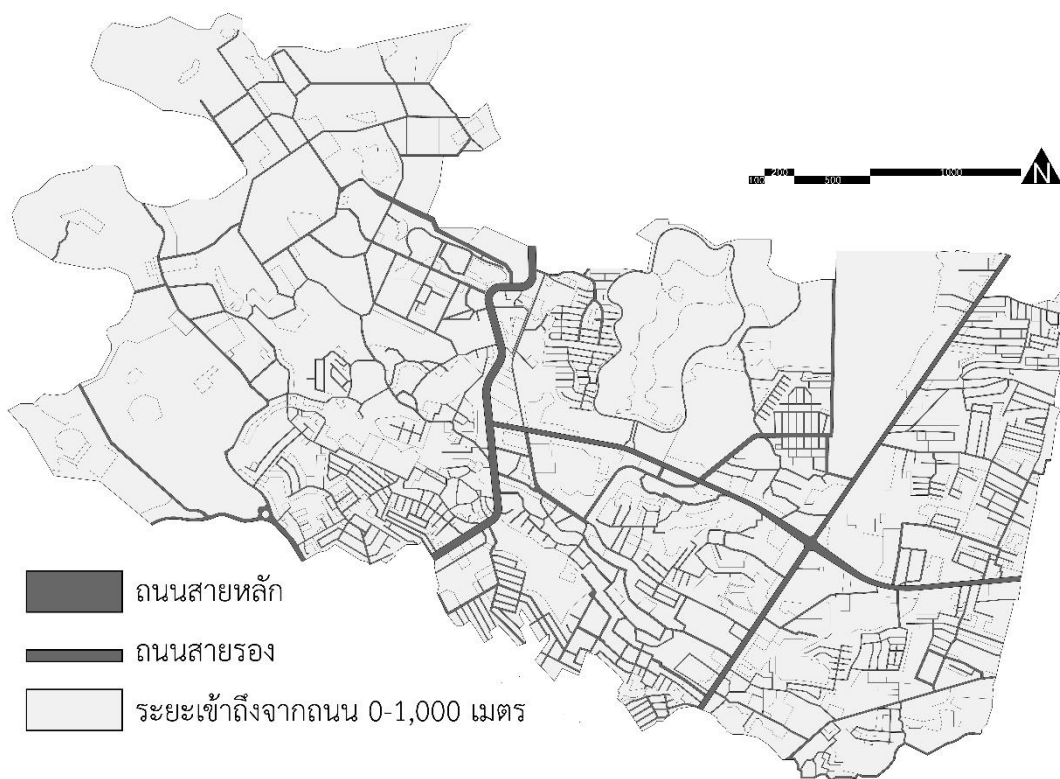 100 200 500 1000
N
ถนนสายหลัก
ถนนสายรอง
ระยะเข้าถึงจากถนน 0-1,000 เมตร